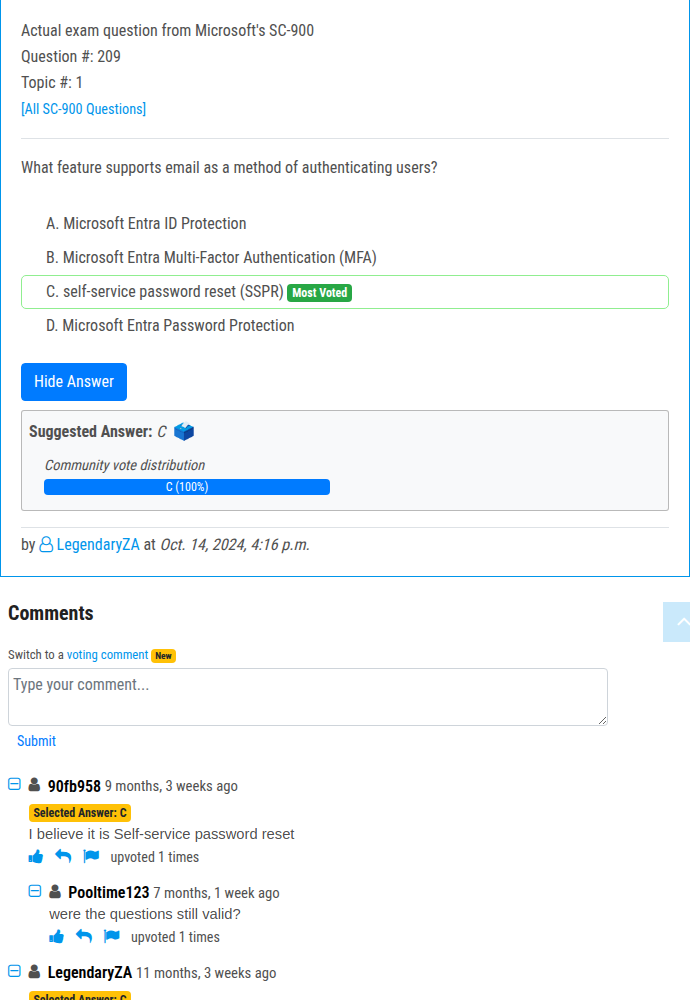 Actual exam question from Microsoft's SC-900
Question #: 209
Topic #: 1
[All SC-900 Questions]
What feature supports email as a method of authenticating users?
A. Microsoft Entra ID Protection
B. Microsoft Entra Multi-Factor Authentication (MFA)
C. self-service password reset (SSPR) Most Voted
D. Microsoft Entra Password Protection
Hide Answer
Suggested Answer: C
Community vote distribution
C (100%)
by LegendaryZA at Oct. 14, 2024, 4:16 p.m.
Comments
Switch to a voting comment New
Type your comment...
Submit
90fb958 9 months, 3 weeks ago
Selected Answer: C
I believe it is Self-service password reset
upvoted 1 times
Pooltime123 7 months, 1 week ago
were the questions still valid?
upvoted 1 times
LegendaryZA 11 months, 3 weeks ago
Selected Answer: C